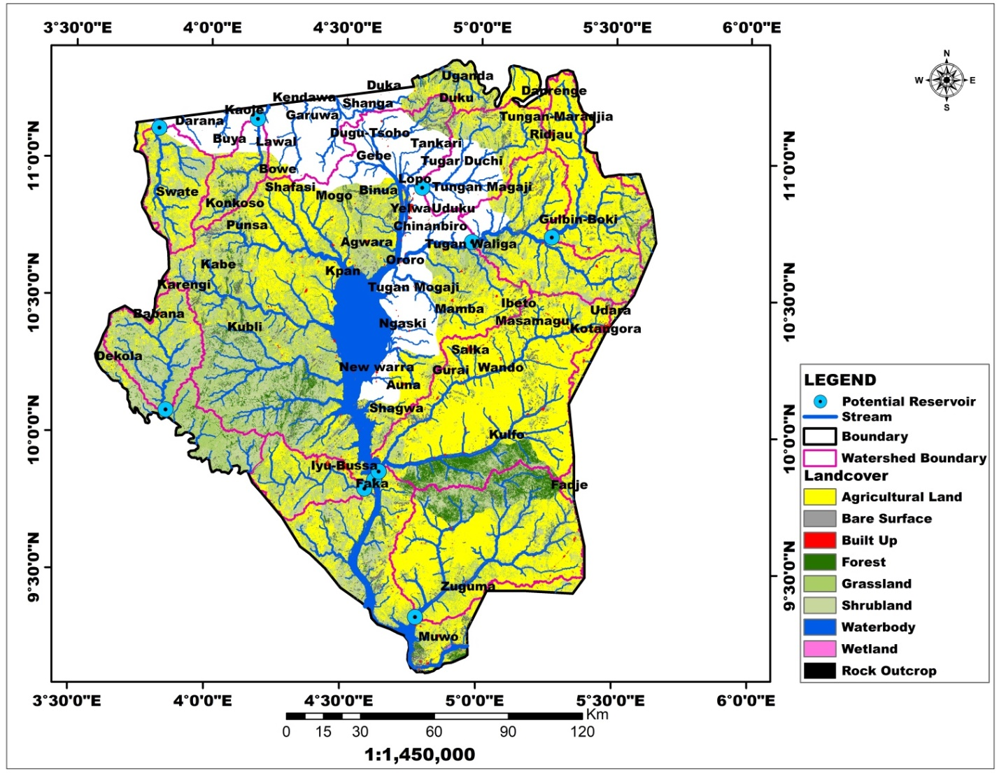 3°30'0"E 4°0'0"E 4°30'0"E 5°0'0"E 5°30'0"E 6°0'0"E
N
W E
S
11°0'0"N
10°30'0"N
10°0'0"N
9°30'0"N
11°0'0"N
10°30'0"N
10°0'0"N
9°30'0"N
Uganda
Duka
Daprenge
Kendawa
Duku
Shanga
Kaoje
Garuwa
Tungan-Maradjia
Darana
Dugu-Tsoho
Ridjau
Buya
Lawal
Tankari
Gebe
Tugar Duchi
Bowe
Lopo
Shafasi
Tungan Magaji
Swate
Binua
Mogo
Konkoso
Yelwa
Uduku
Gulbin-Boki
Punsa
Chinanbiro
Agwara
Tugan Waliga
Ororo
Kabe
Kpan
Karengi
Tugan Mogaji
Ibeto
Mamba
Udara
Babana
Masamagu
Ngaski
Kubli
Kotangora
Salka
Dekola
New warra
Gurai
Wando
Auna
Shagwa
Kulfo
Iyu-Bussa
Faka
Fadje
Zuguma
Muwo
LEGEND
Potential Reservoir
Stream
Boundary
Watershed Boundary
Landcover
Agricultural Land
Bare Surface
Built Up
Forest
Grassland
Shrubland
Waterbody
Wetland
Rock Outcrop
3°30'0"E 4°0'0"E 4°30'0"E 5°0'0"E 5°30'0"E 6°0'0"E
Km
0 15 30 60 90 120
1:1,450,000